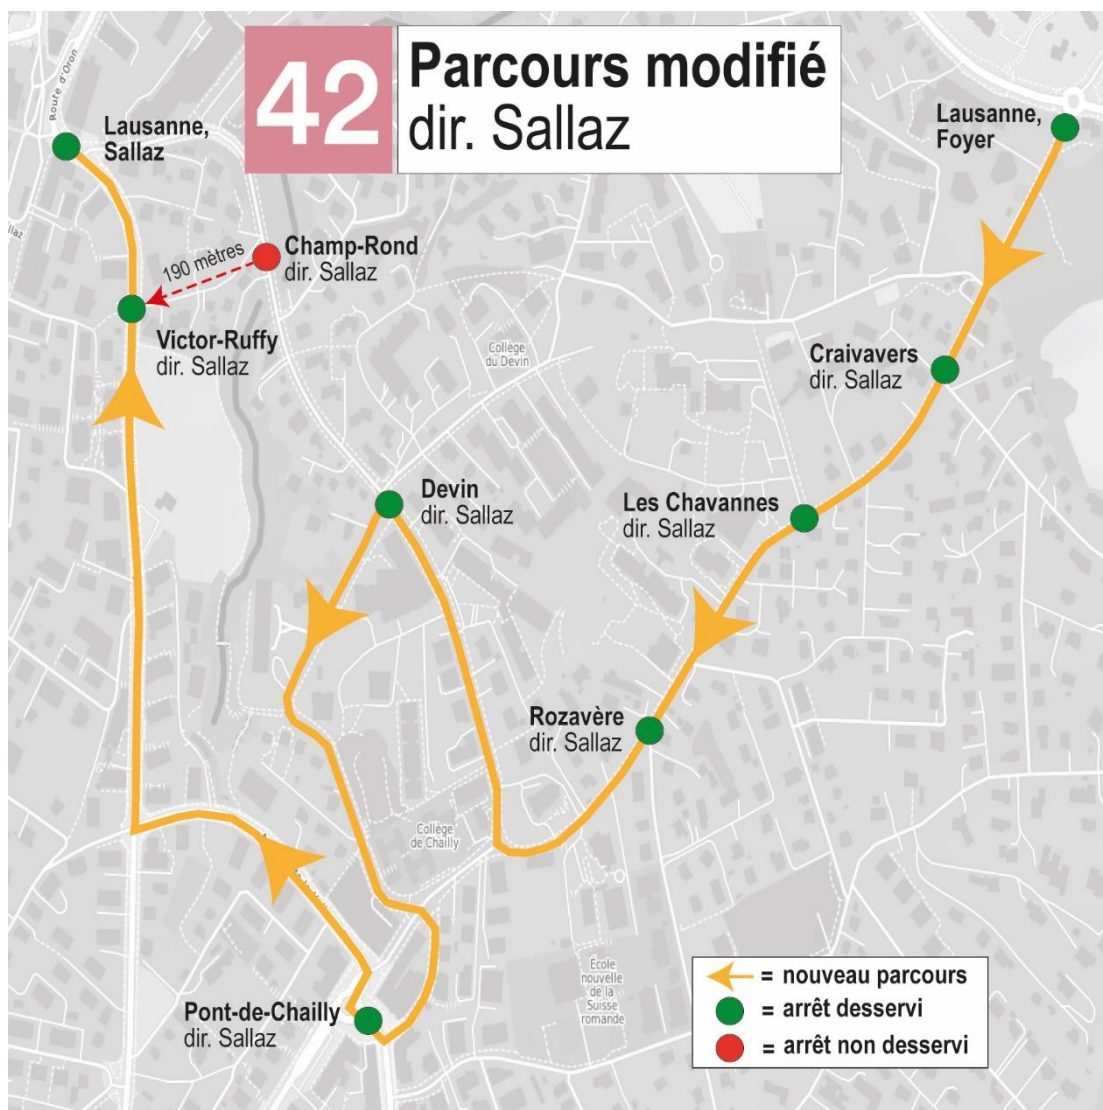 42
Parcours modifié
dir. Sallaz
Route d'Oron
Lausanne,
Sallaz
Lausanne,
Foyer
190 mètres
Champ-Rond
dir. Sallaz
Victor-Ruffy
dir. Sallaz
Collège
du Devin
Craivavers
dir. Sallaz
Devin
dir. Sallaz
Les Chavannes
dir. Sallaz
Rozavère
dir. Sallaz
Collège
de Chailly
Ecole
nouvelle
de la
Suisse
romande
Pont-de-Chailly
dir. Sallaz
= nouveau parcours
= arrêt desservi
= arrêt non desservi